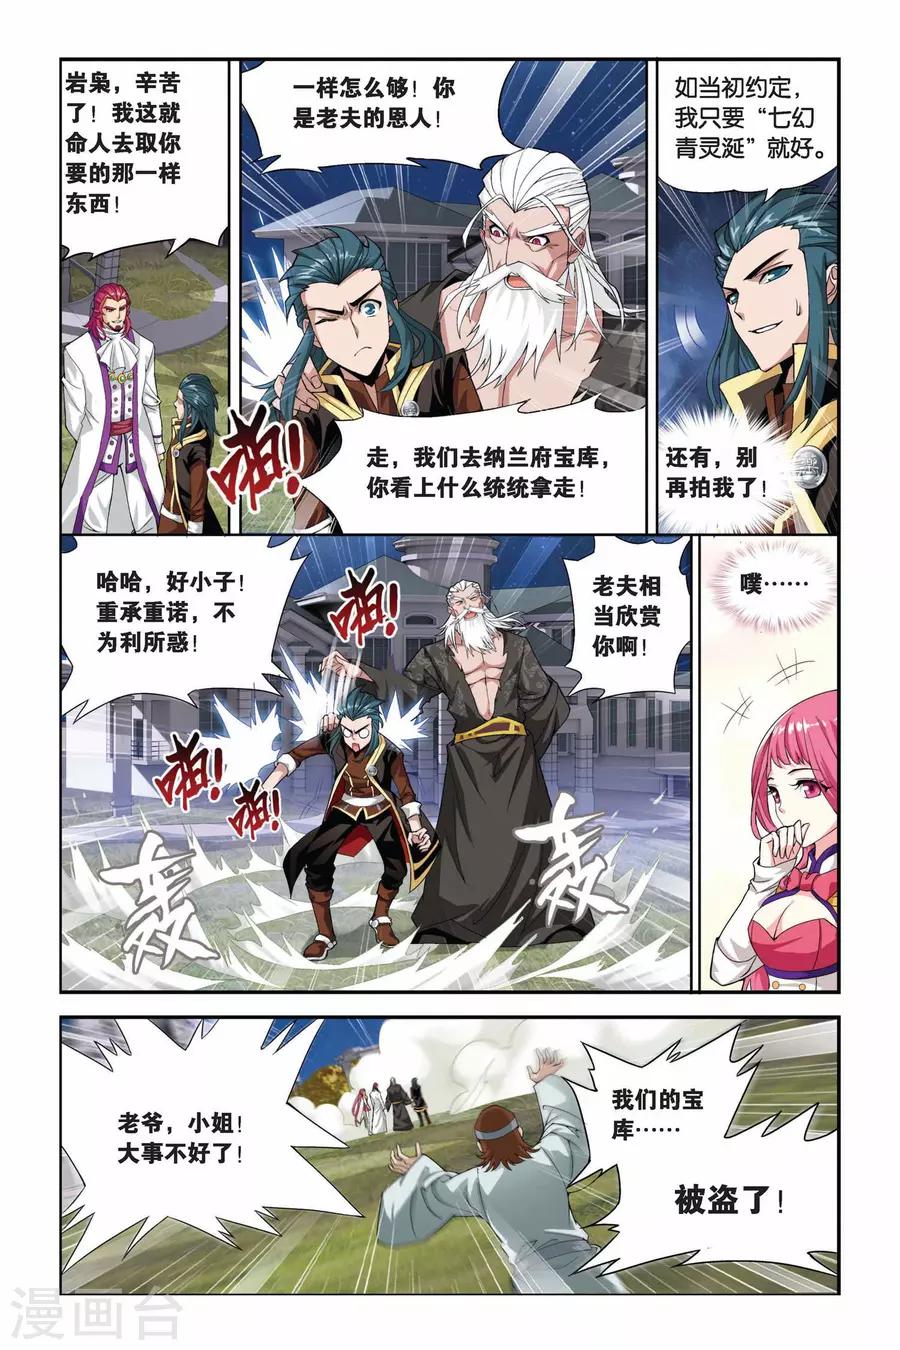 岩枭，辛苦
了！我这就
命人去取你
要的那一样
东西！
一样怎么够！你
是老夫的恩人！
啪！
走，我们去纳兰府宝库，
你看上什么统统拿走！
如当初约定，
我只要“七幻
青灵涎”就好。
还有，别
再拍我了！
哈哈，好小子！
重承重诺，不
为利所惑！
啪！
啪！
啪！
老夫相
当欣赏
你啊！
轰
轰
噗……
老爷，小姐！
大事不好了！
我们的宝
库……
被盗了！
漫画台